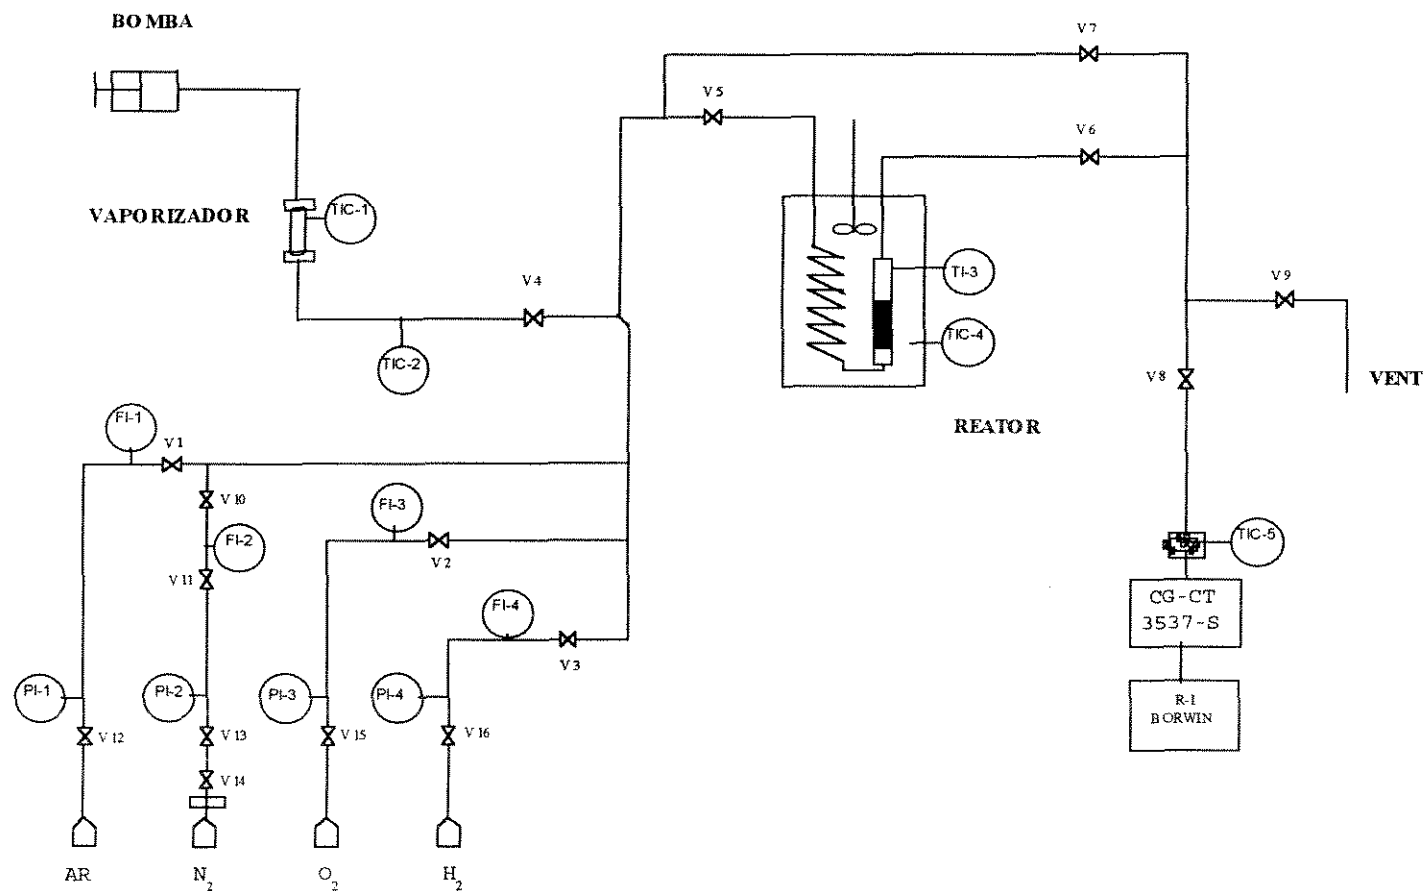 BOMBA
V7
V5
V6
VAPORIZADOR
TIC-1
V4
TI-3
V9
TIC-2
TIC-4
V8
VENT
REATOR
FI-1
V1
V10
FI-3
FI-2
V2
TIC-5
V11
FI-4
CG-CT
3537-S
V3
PI-1
PI-2
PI-3
PI-4
R-1
BORWIN
V12
V13
V15
V16
V14
AR
N2
O2
H2